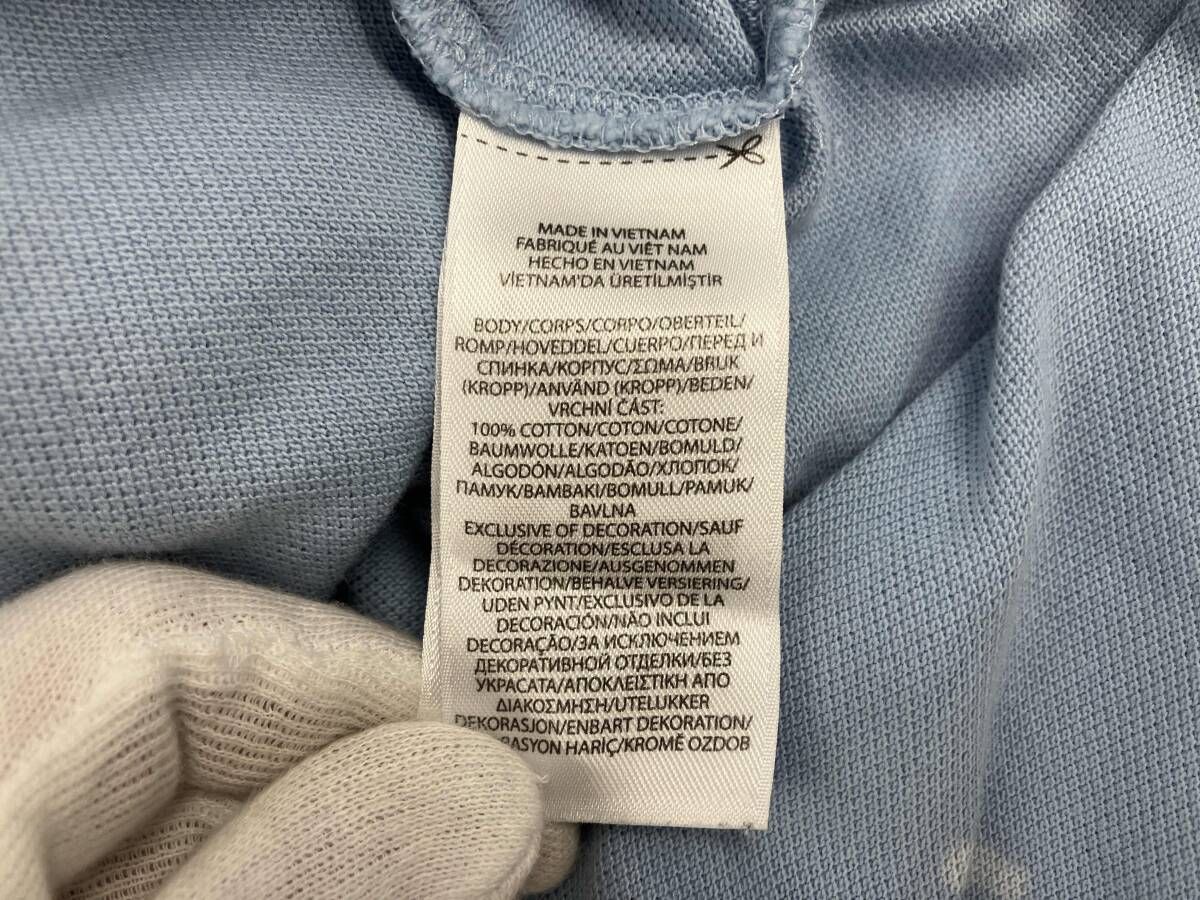 MADE IN VIETNAM
FABRIQUÉ AU VIÊT NAM
HECHO EN VIETNAM
VİETNAM'DA ÜRETİLMİŞTİR
BODY/CORPS/CORPO/OBERTEIL/
ROMP/HOVEDDEL/CUERPO/ПЕРЕД И
СПИНКА/КОРПУС/ΣΩΜΑ/BRUK
(KROPP)/ANVÄND (KROPP)/BEDEN/
VRCHNÍ ČÁST:
100% COTTON/COTON/COTONE/
BAUMWOLLE/KATOEN/BOMULD/
ALGODÓN/ALGODÃO/ХЛОПОК/
ПАМУК/ΒΑΜΒΑΚΙ/BOMULL/PAMUK/
BAVLNA
EXCLUSIVE OF DECORATION/SAUF
DÉCORATION/ESCLUSA LA
DECORAZIONE/AUSGENOMMEN
DEKORATION/BEHALVE VERSIERING/
UDEN PYNT/EXCLUSIVO DE LA
DECORACIÓN/NÃO INCLUI
DECORAÇÃO/ЗА ИСКЛЮЧЕНИЕМ
ДЕКОРАТИВНОЙ ОТДЕЛКИ/БЕЗ
УКРАСАТА/ΑΠΟΚΛΕΙΣΤΙΚΗ ΑΠΟ
ΔΙΑΚΟΣΜΗΣΗ/UTELUKKER
DEKORASJON/ENBART DEKORATION/
HARİÇ/KROMĚ OZDOB